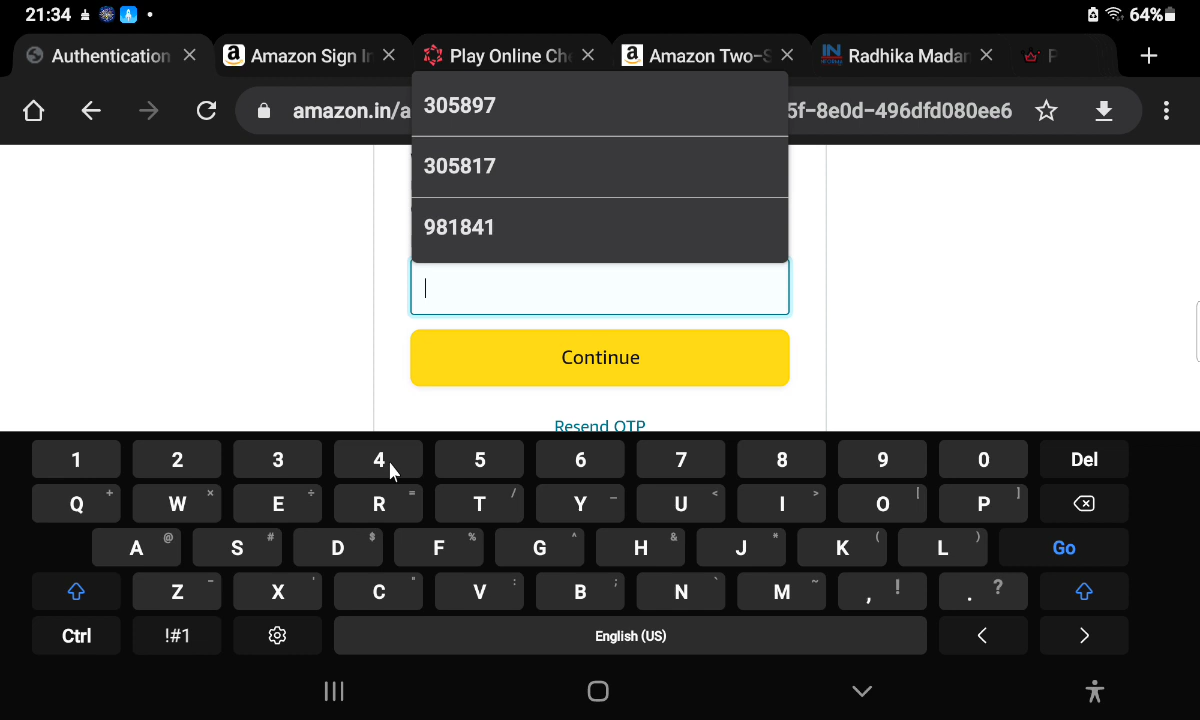 21:34 64%
Authentication Amazon Sign In Play Online Che Amazon Two-S Radhika Madan
amazon.in/a 5f-8e0d-496dfd080ee6
305897
305817
981841
Continue
Resend OTP
1 2 3 4 5 6 7 8 9 0 Del
Q + W × E ÷ R = T / Y _ U < I > O [ P ]
A @ S # D $ F % G ^ H & J * K ( L ) Go
Z - X ' C " V : B ; N ` M ~ , ! . ?
Ctrl !#1 English (US) < >